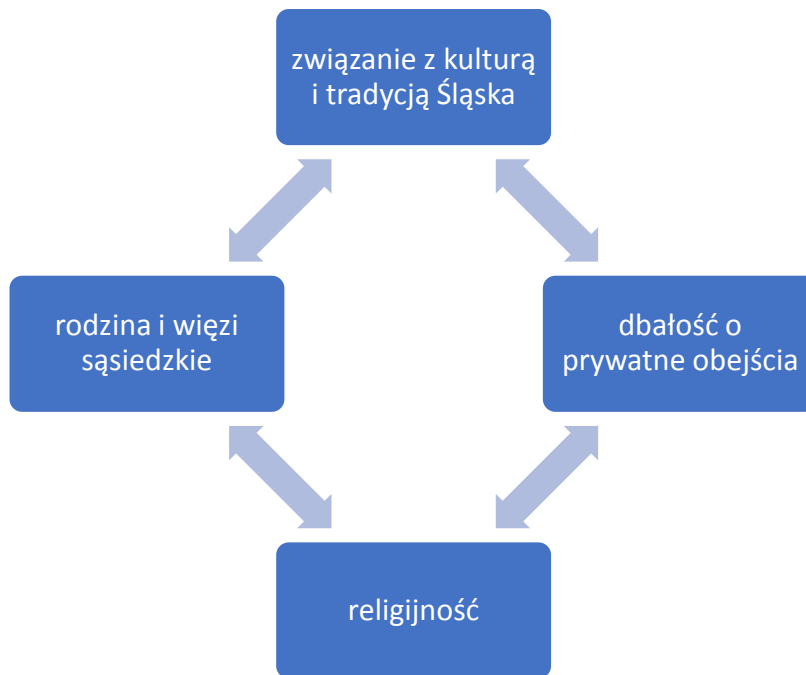 związanie z kulturą
i tradycją Śląska
rodzina i więzi
sąsiedzkie
dbałość o
prywatne obejścia
religijność